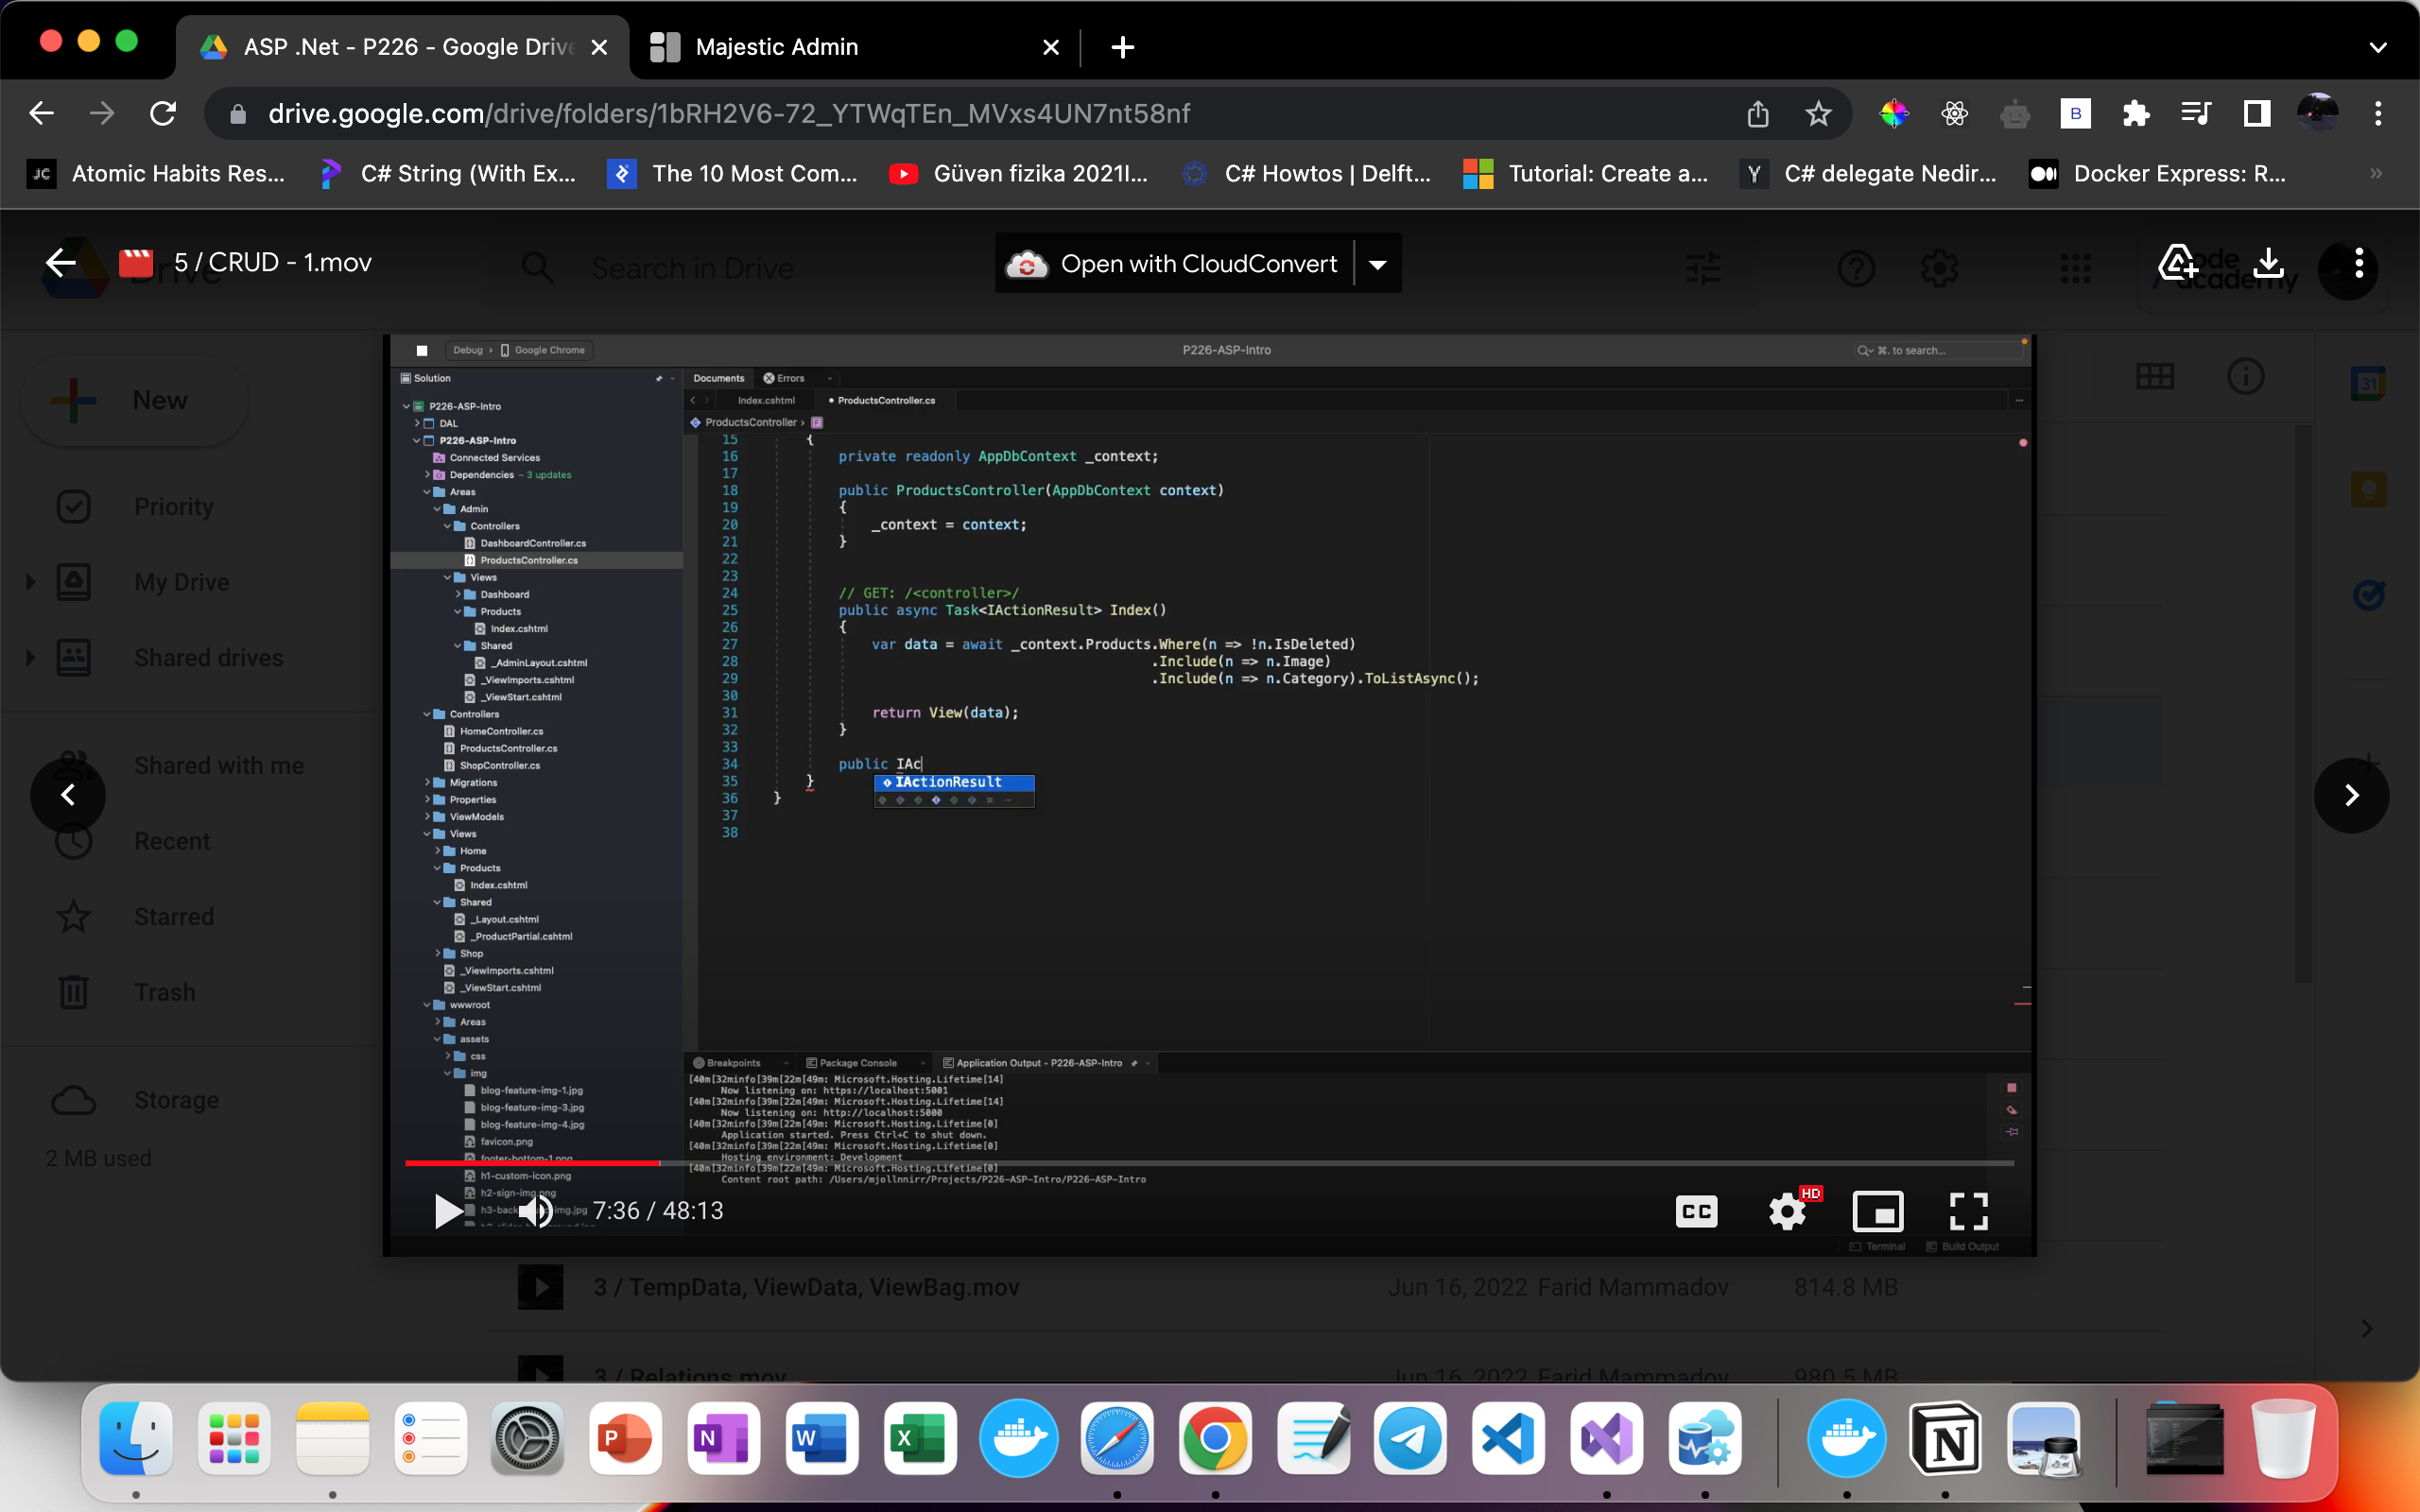 ASP .Net - P226 - Google Drive
Majestic Admin
drive.google.com/drive/folders/1bRH2V6-72_YTWqTEn_MVxs4UN7nt58nf
Atomic Habits Res...
C# String (With Ex...
The 10 Most Com...
Güvən fizika 2021l...
C# Howtos | Delft...
Tutorial: Create a...
C# delegate Nedir...
Docker Express: R...
5 / CRUD - 1.mov
Drive
Search in Drive
Open with CloudConvert
New
Priority
My Drive
Shared drives
Shared with me
Recent
Starred
Trash
Storage
2 MB used
Debug > Google Chrome
P226-ASP-Intro
⌘. to search...
Solution
P226-ASP-Intro
DAL
P226-ASP-Intro
Connected Services
Dependencies – 3 updates
Areas
Admin
Controllers
DashboardController.cs
ProductsController.cs
Views
Dashboard
Products
Index.cshtml
Shared
_AdminLayout.cshtml
_ViewImports.cshtml
_ViewStart.cshtml
Controllers
HomeController.cs
ProductsController.cs
ShopController.cs
Migrations
Properties
ViewModels
Views
Home
Products
Index.cshtml
Shared
_Layout.cshtml
_ProductPartial.cshtml
Shop
_ViewImports.cshtml
_ViewStart.cshtml
wwwroot
Areas
assets
css
img
blog-feature-img-1.jpg
blog-feature-img-3.jpg
blog-feature-img-4.jpg
favicon.png
footer-bottom-1.png
h1-custom-icon.png
h2-sign-img.png
Documents
Errors
Index.cshtml
ProductsController.cs
ProductsController >
15 {
16 private readonly AppDbContext _context;
17
18 public ProductsController(AppDbContext context)
19 {
20 _context = context;
21 }
22
23
24 // GET: /<controller>/
25 public async Task<IActionResult> Index()
26 {
27 var data = await _context.Products.Where(n => !n.IsDeleted)
28 .Include(n => n.Image)
29 .Include(n => n.Category).ToListAsync();
30
31 return View(data);
32 }
33
34 public IAc
IActionResult
35 }
36 }
37
38
Breakpoints
Package Console
Application Output - P226-ASP-Intro
[40m[32minfo[39m[22m[49m: Microsoft.Hosting.Lifetime[14]
Now listening on: https://localhost:5001
[40m[32minfo[39m[22m[49m: Microsoft.Hosting.Lifetime[14]
Now listening on: http://localhost:5000
[40m[32minfo[39m[22m[49m: Microsoft.Hosting.Lifetime[0]
Application started. Press Ctrl+C to shut down.
[40m[32minfo[39m[22m[49m: Microsoft.Hosting.Lifetime[0]
Hosting environment: Development
[40m[32minfo[39m[22m[49m: Microsoft.Hosting.Lifetime[0]
Content root path: /Users/mjollnnirr/Projects/P226-ASP-Intro/P226-ASP-Intro
7:36 / 48:13
CC
HD
Terminal
Build Output
3 / TempData, ViewData, ViewBag.mov
Jun 16, 2022 Farid Mammadov
814.8 MB
3 / Relations.mov
Jun 16, 2022 Farid Mammadov
980.5 MB